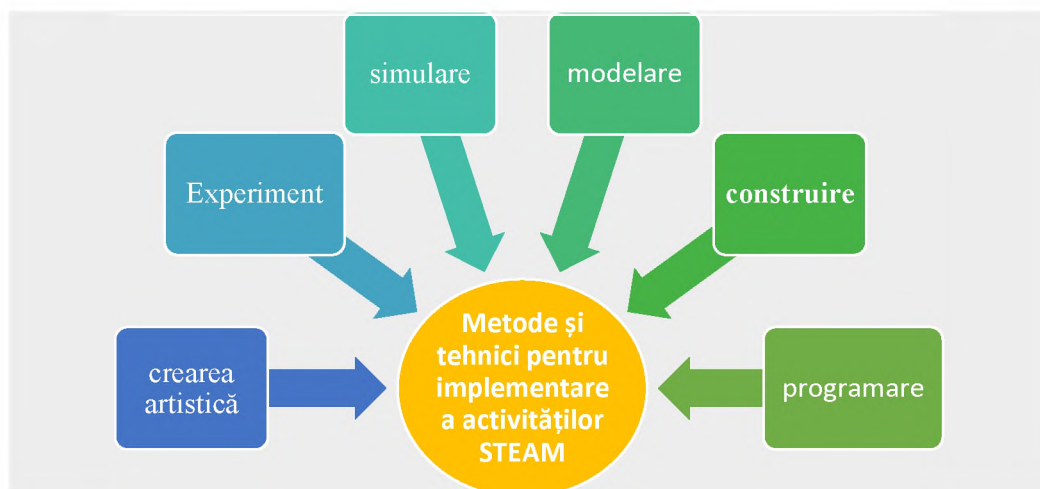 simulare
modelare
Experiment
construire
Metode și
tehnici pentru
implementare
a activităților
STEAM
crearea
artistică
programare